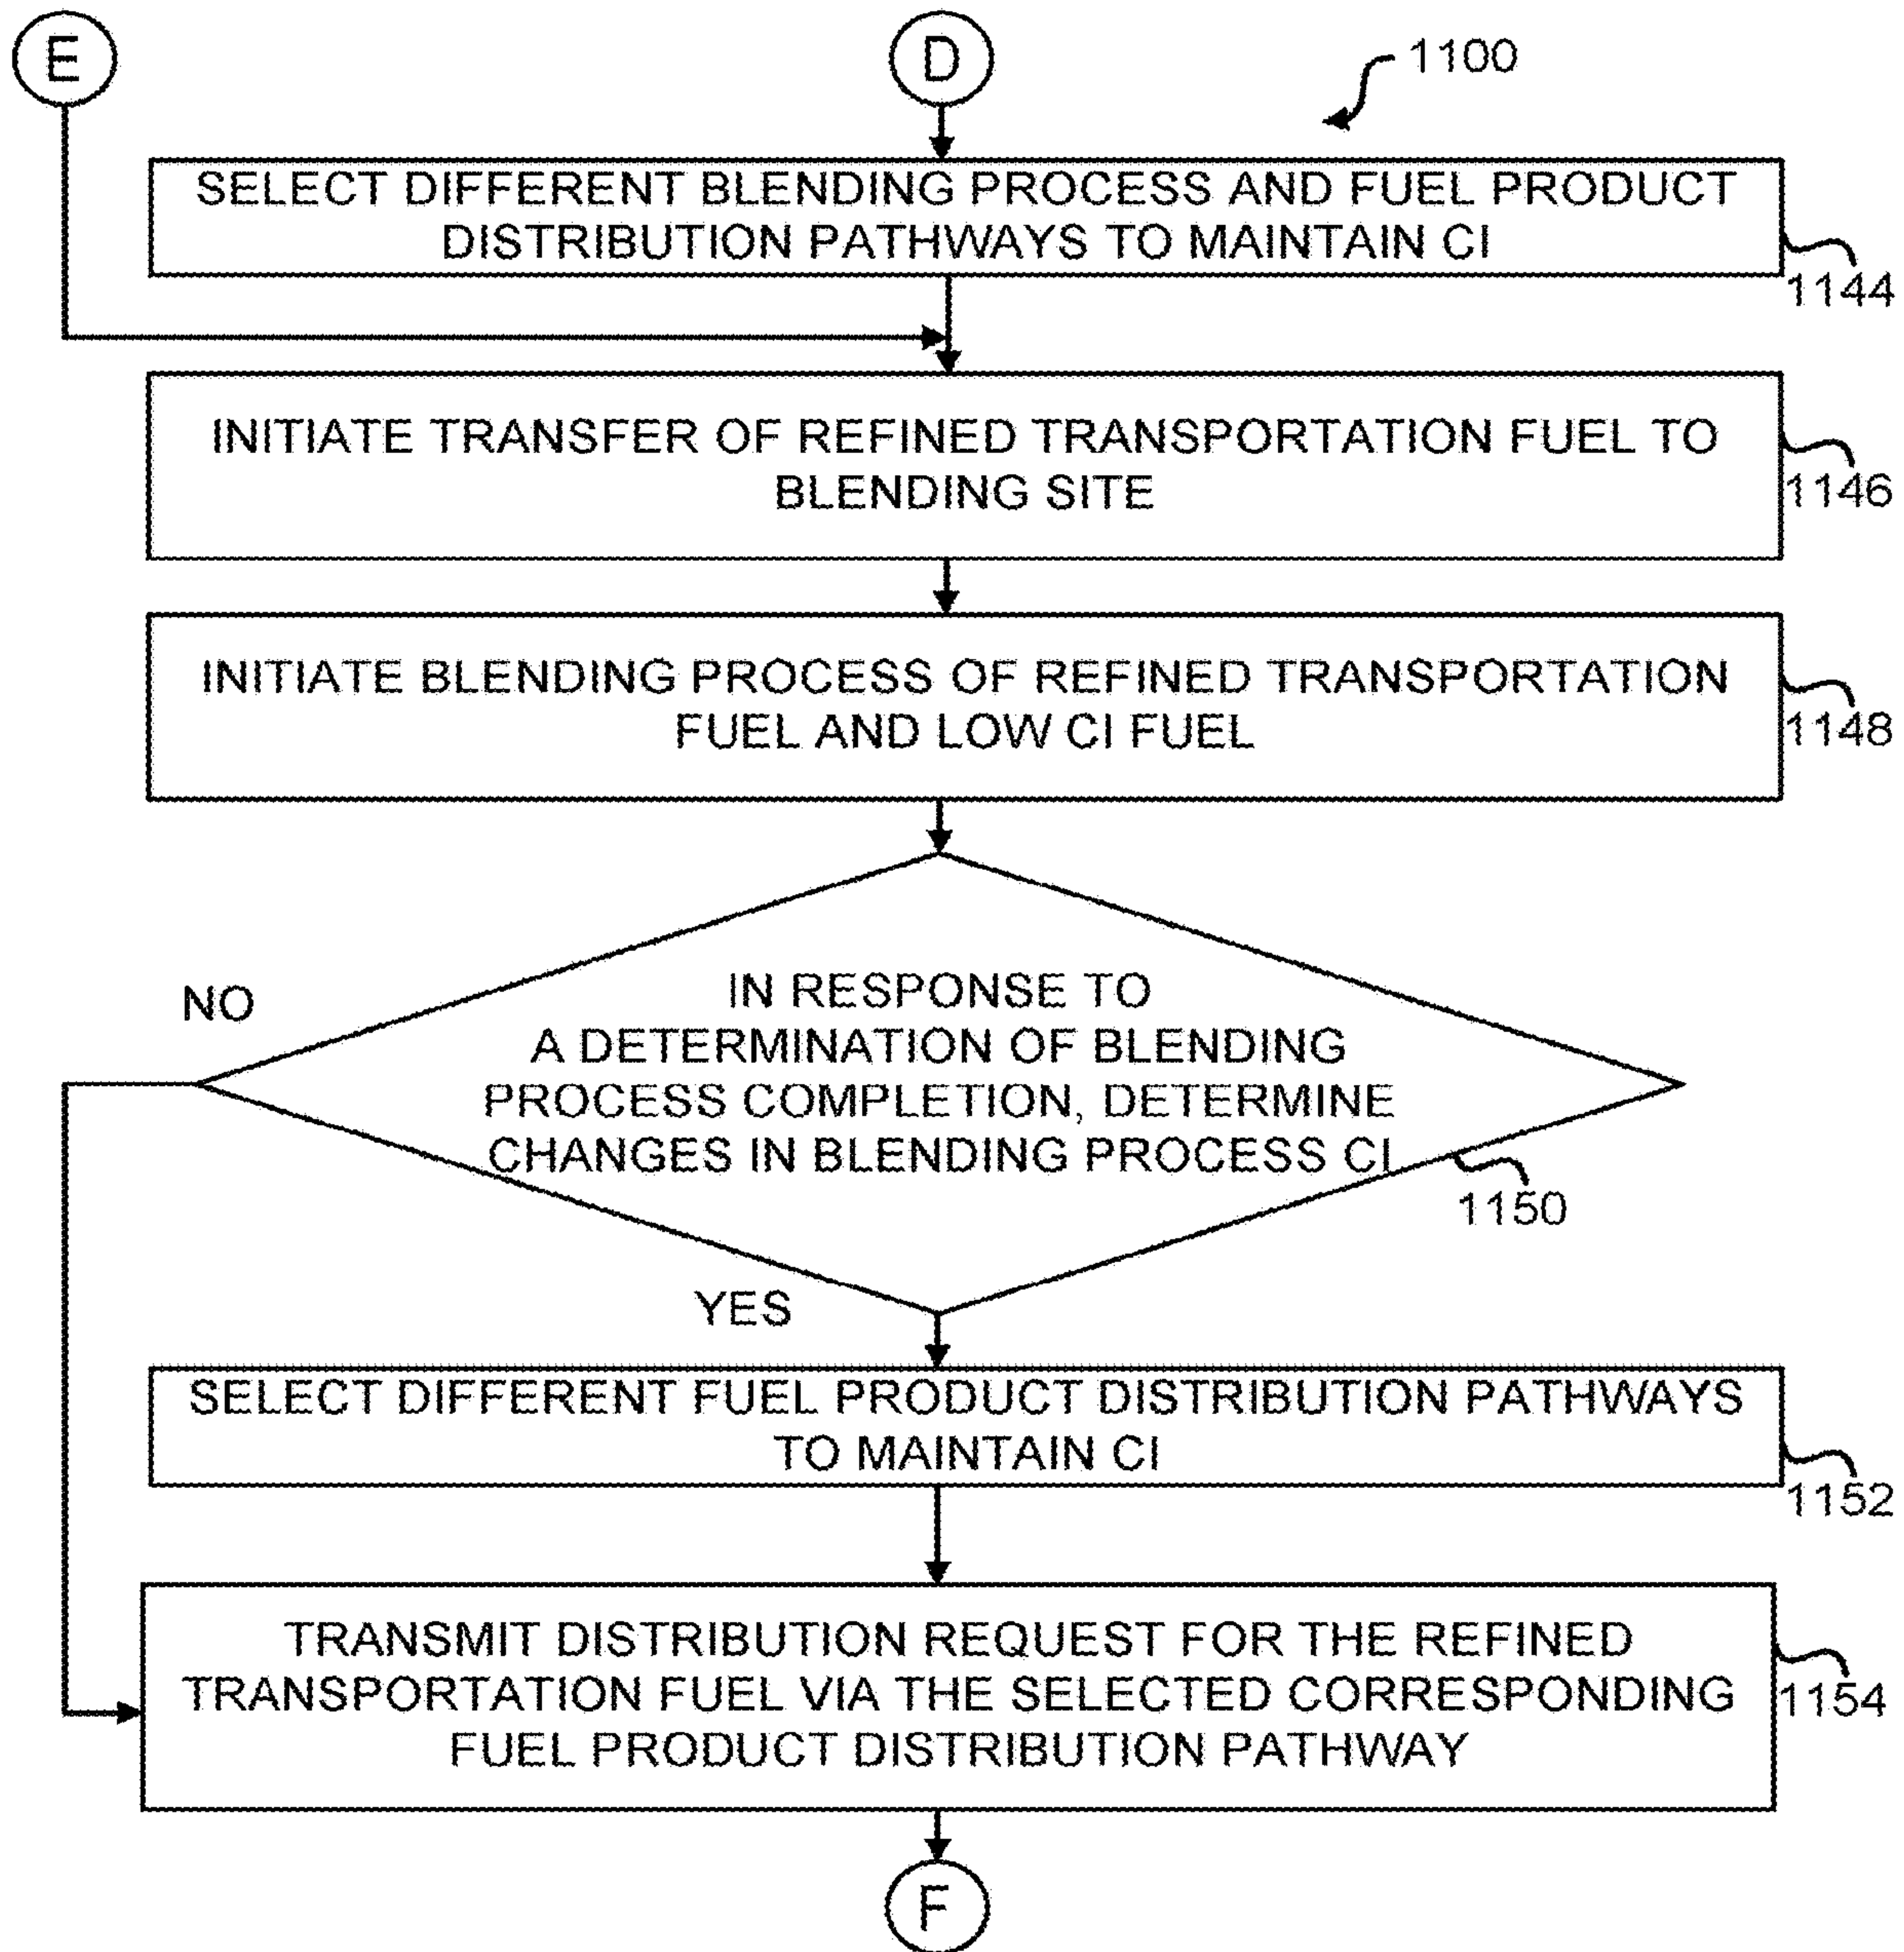 E
D
1100
SELECT DIFFERENT BLENDING PROCESS AND FUEL PRODUCT
DISTRIBUTION PATHWAYS TO MAINTAIN CI
1144
INITIATE TRANSFER OF REFINED TRANSPORTATION FUEL TO
BLENDING SITE
1146
INITIATE BLENDING PROCESS OF REFINED TRANSPORTATION
FUEL AND LOW CI FUEL
1148
NO
IN RESPONSE TO
A DETERMINATION OF BLENDING
PROCESS COMPLETION, DETERMINE
CHANGES IN BLENDING PROCESS CI
1150
YES
SELECT DIFFERENT FUEL PRODUCT DISTRIBUTION PATHWAYS
TO MAINTAIN CI
1152
TRANSMIT DISTRIBUTION REQUEST FOR THE REFINED
TRANSPORTATION FUEL VIA THE SELECTED CORRESPONDING
FUEL PRODUCT DISTRIBUTION PATHWAY
1154
F